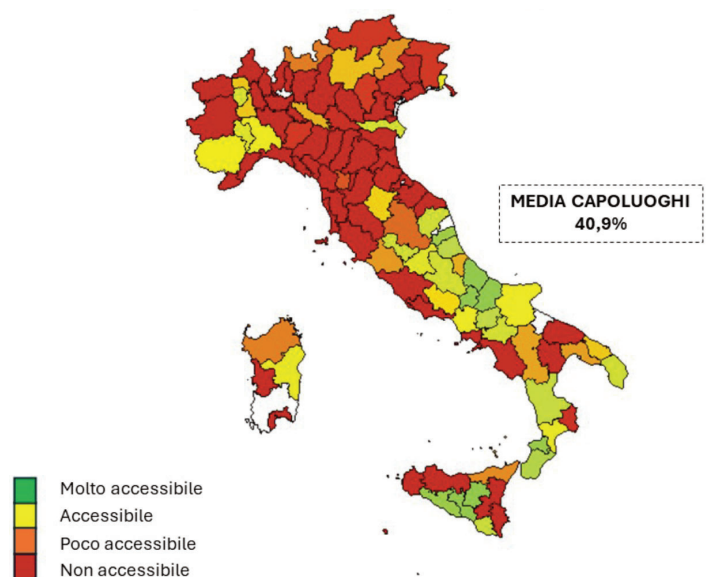 MEDIA CAPOLUOGHI
40,9%
Molto accessibile
Accessibile
Poco accessibile
Non accessibile